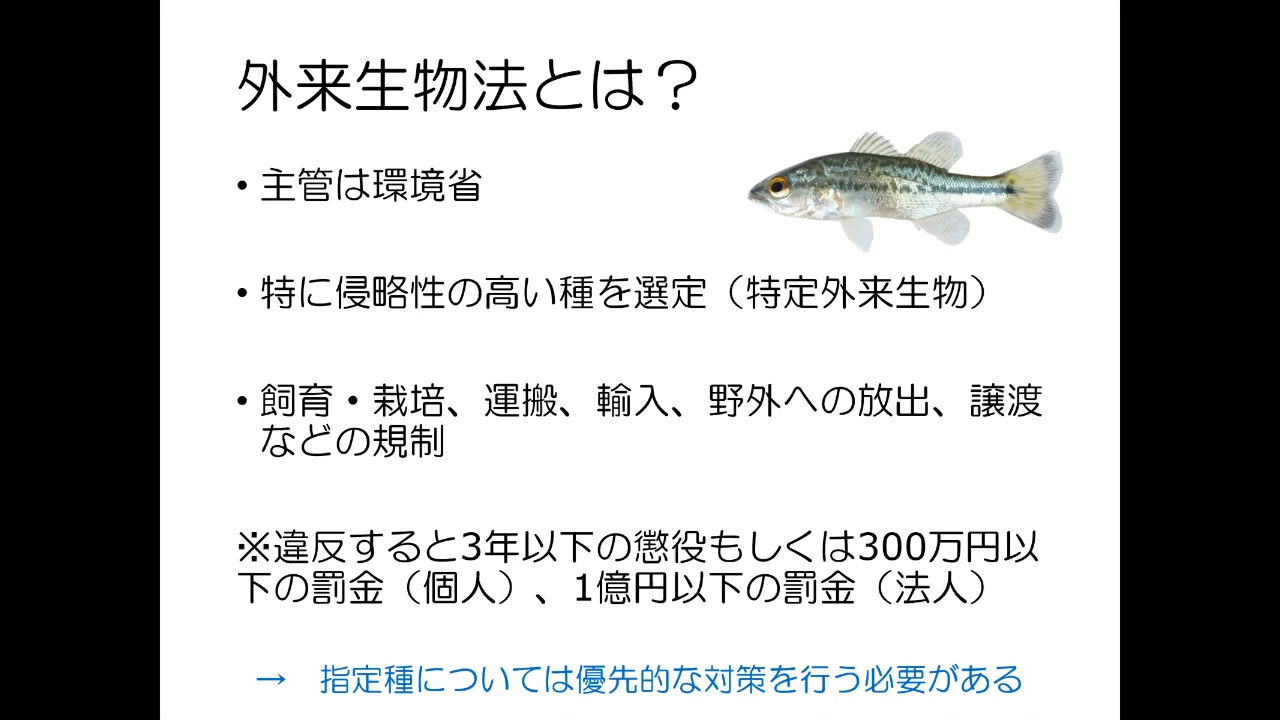 外来生物法とは？
• 主管は環境省
• 特に侵略性の高い種を選定（特定外来生物）
• 飼育・栽培、運搬、輸入、野外への放出、譲渡
などの規制
※違反すると3年以下の懲役もしくは300万円以
下の罰金（個人）、1億円以下の罰金（法人）
→　指定種については優先的な対策を行う必要がある